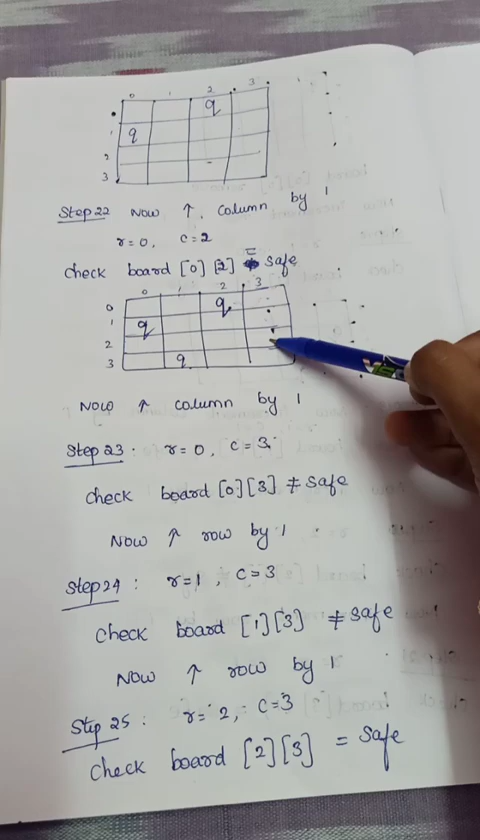 0 1 2 3
q
1 q
2
3
Step 22 Now ↑ column by 1
r=0, c=2
check board [0][2] = safe
0 1 2 3
0 q
1 q
2
3 q
Now ↑ column by 1
Step 23. r=0, c=3.
check board [0][3] ≠ safe
Now ↑ row by 1
Step 24 : r=1, c=3
check board [1][3] ≠ safe
Now ↑ row by 1
Step 25 : r=2, c=3
check board [2][3] = safe